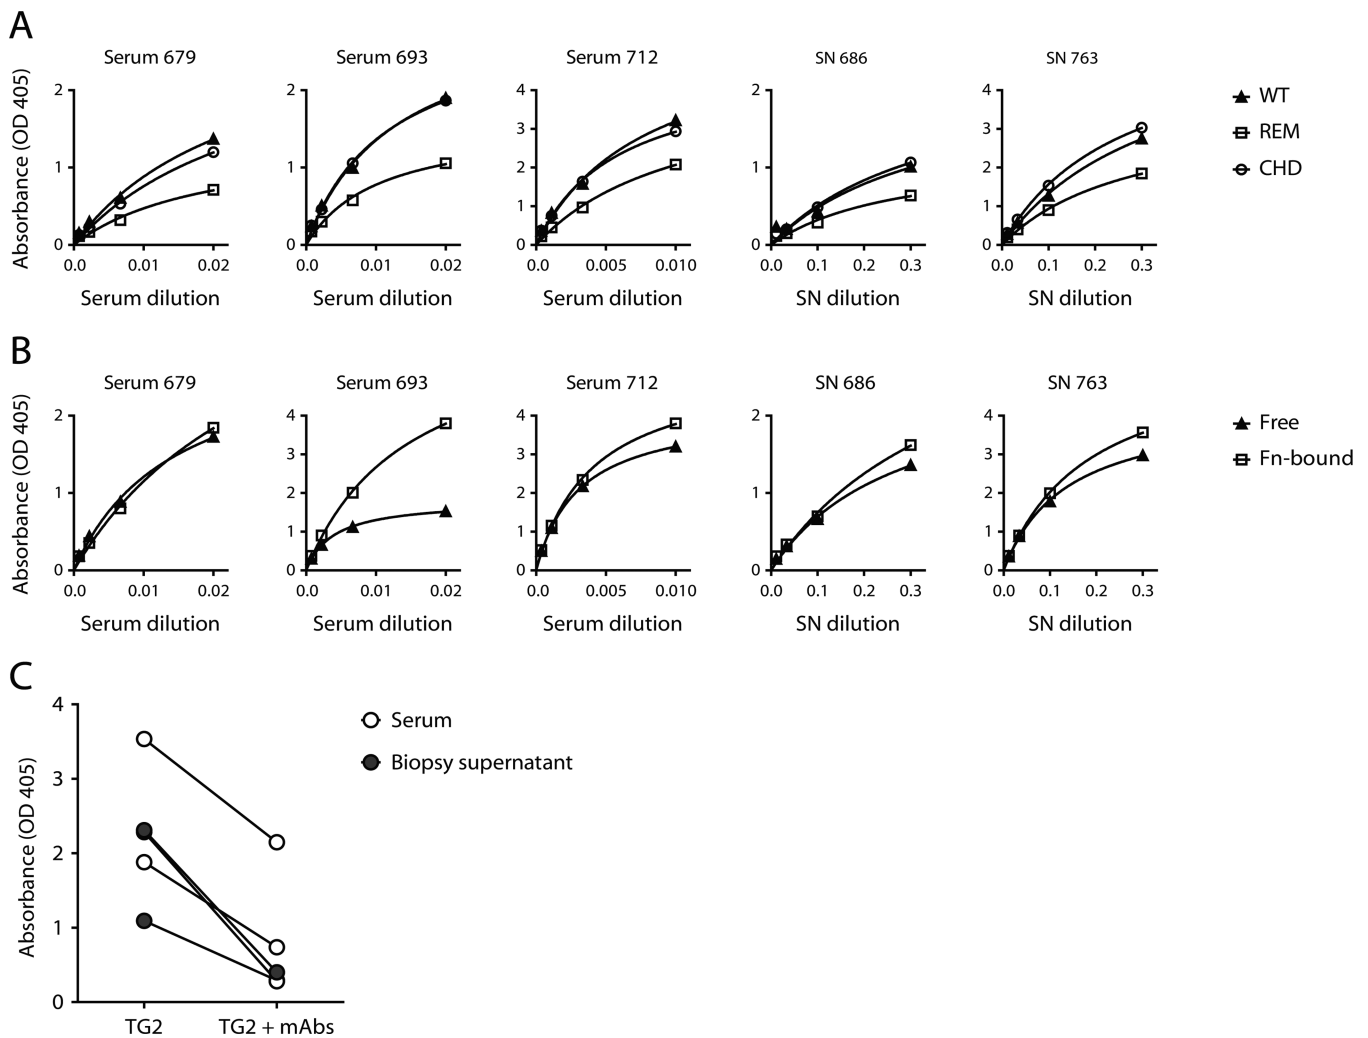 A
Serum 679
Serum 693
Serum 712
SN 686
SN 763
Absorbance (OD 405)
2
1
0
2
1
0
4
3
2
1
0
2
1
0
4
3
2
1
0
0.0 0.01 0.02
0.0 0.01 0.02
0.0 0.005 0.010
0.0 0.1 0.2 0.3
0.0 0.1 0.2 0.3
Serum dilution
Serum dilution
Serum dilution
SN dilution
SN dilution
WT
REM
CHD
B
Serum 679
Serum 693
Serum 712
SN 686
SN 763
Absorbance (OD 405)
2
1
0
4
3
2
1
0
4
3
2
1
0
2
1
0
4
3
2
1
0
0.0 0.01 0.02
0.0 0.01 0.02
0.0 0.005 0.010
0.0 0.1 0.2 0.3
0.0 0.1 0.2 0.3
Serum dilution
Serum dilution
Serum dilution
SN dilution
SN dilution
Free
Fn-bound
C
Absorbance (OD 405)
4
3
2
1
0
TG2
TG2 + mAbs
Serum
Biopsy supernatant